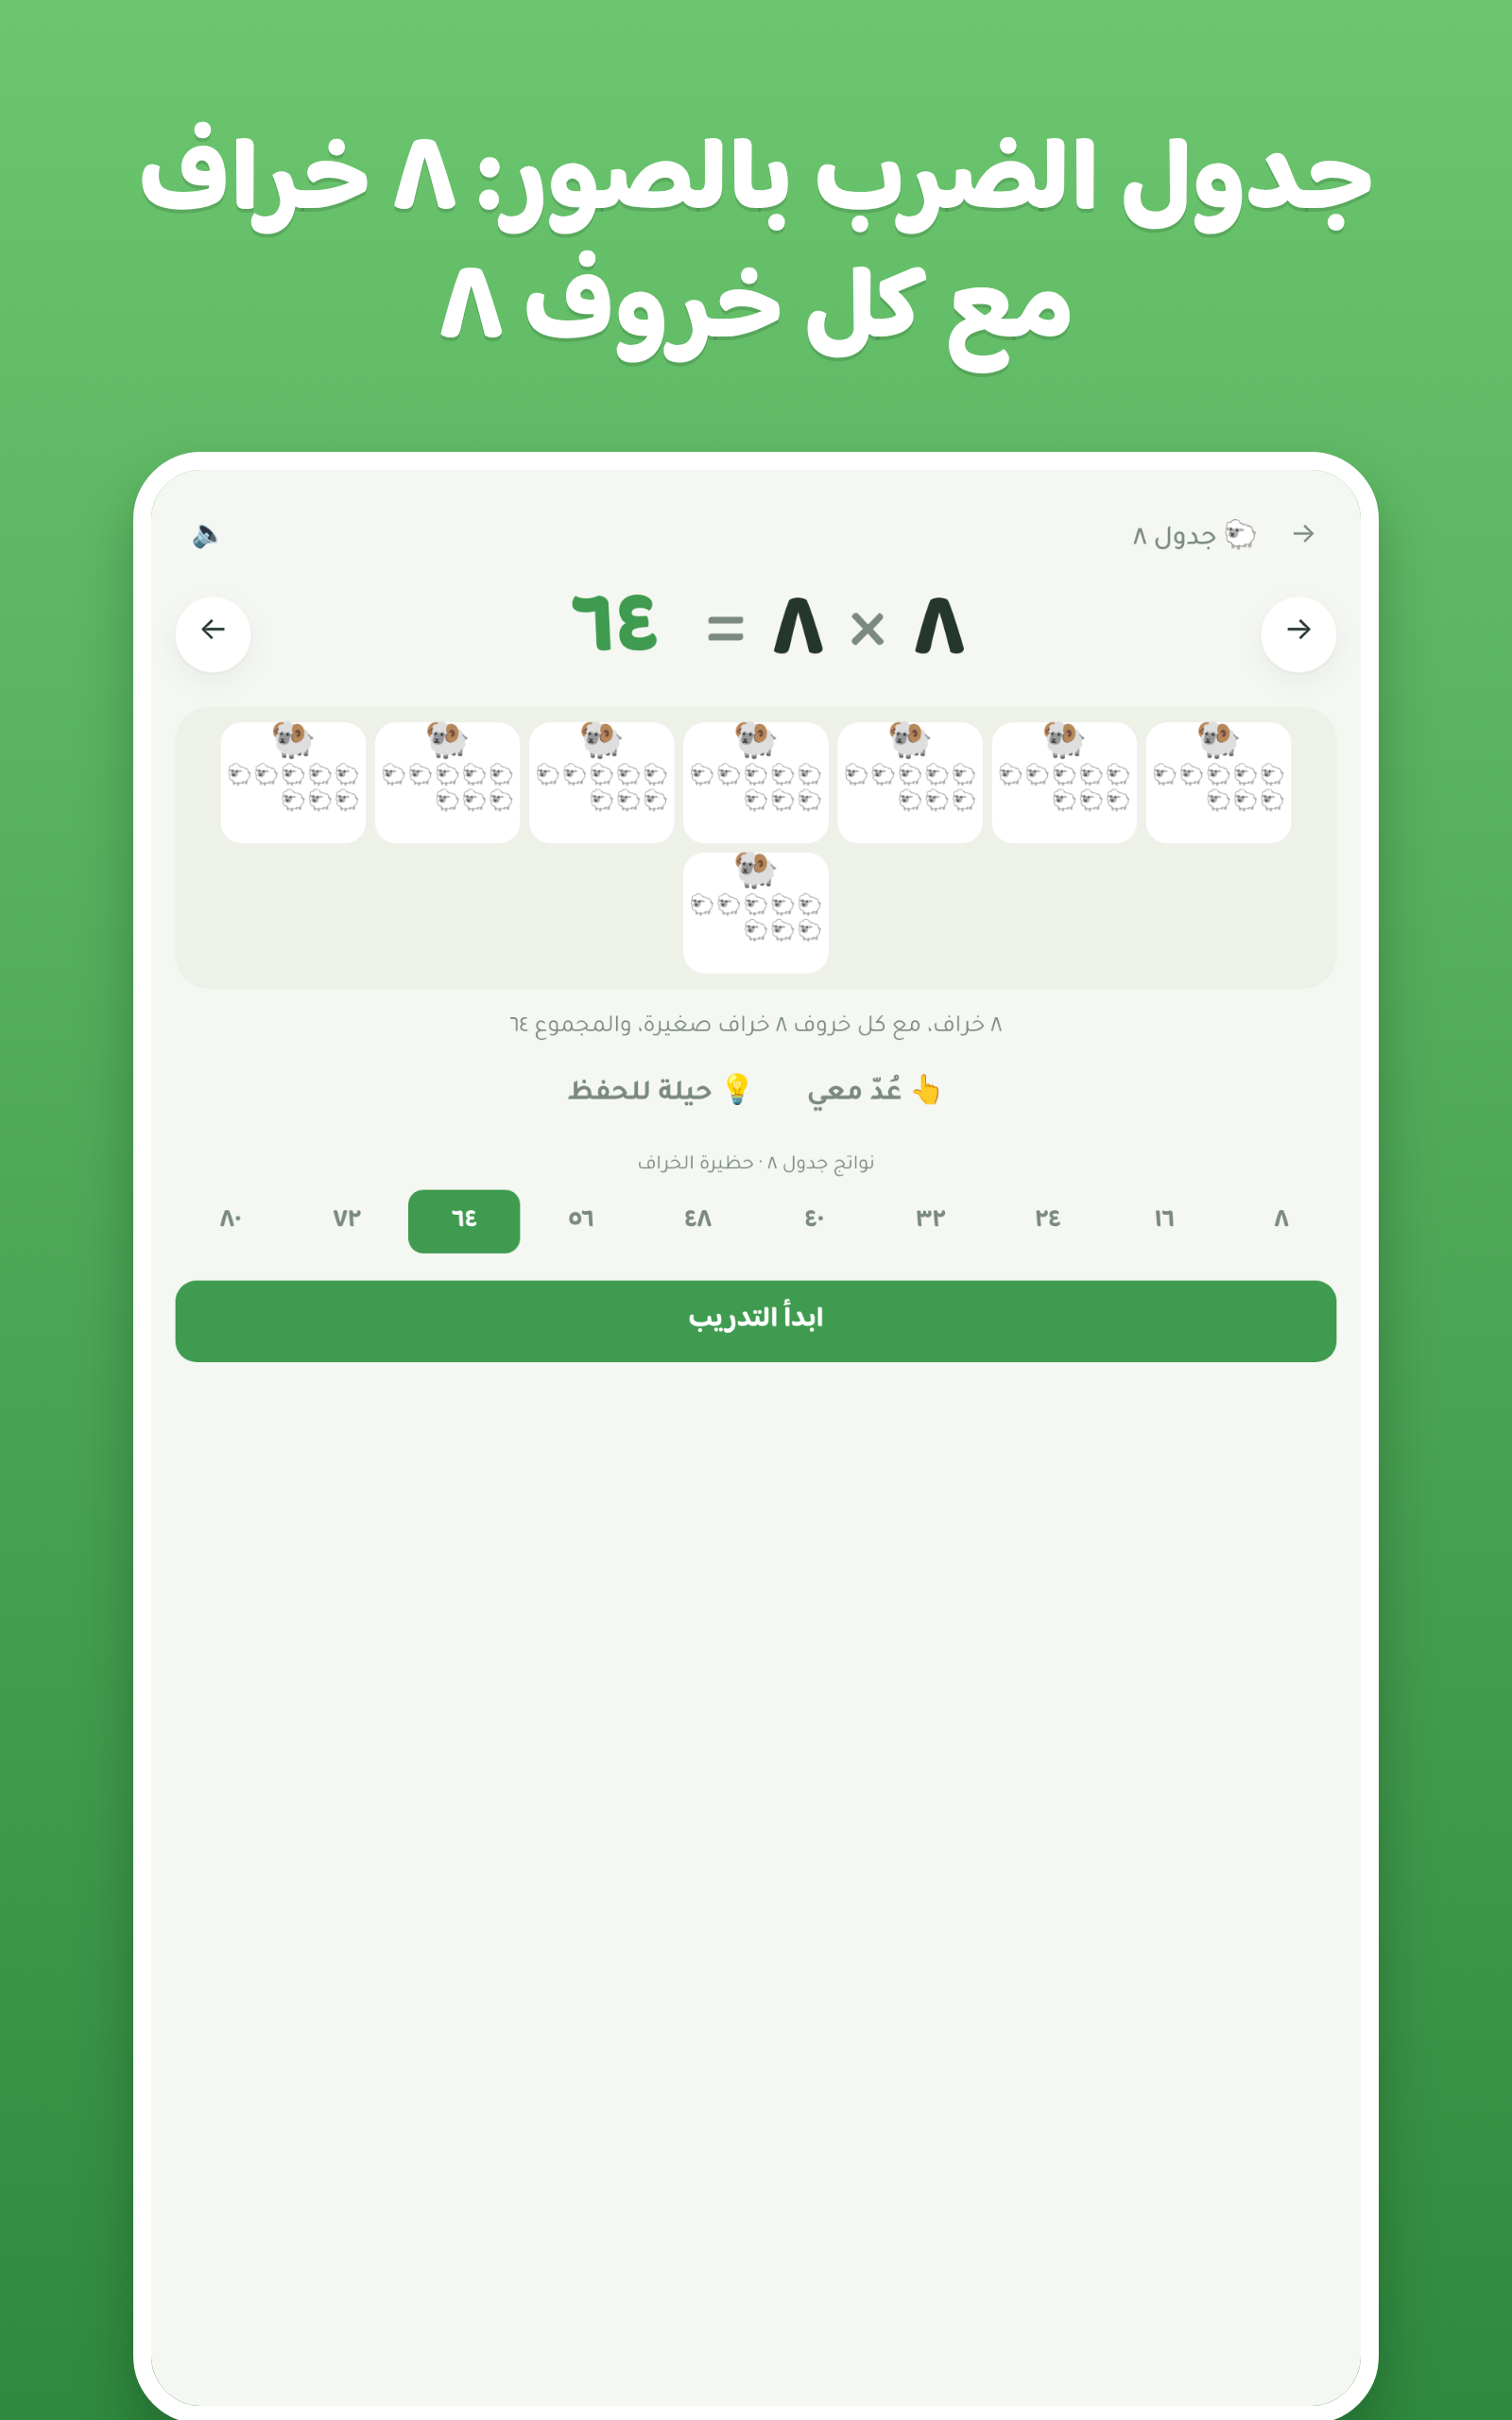 جدول الضرب بالصور: ٨ خراف
مع كل خروف ٨
جدول ٨
٨ × ٨ = ٦٤
٨ خراف، مع كل خروف ٨ خراف صغيرة، والمجموع ٦٤
عُدّ معي
حيلة للحفظ
نواتج جدول ٨ · حظيرة الخراف
٨ ١٦ ٢٤ ٣٢ ٤٠ ٤٨ ٥٦ ٦٤ ٧٢ ٨٠
ابدأ التدريب